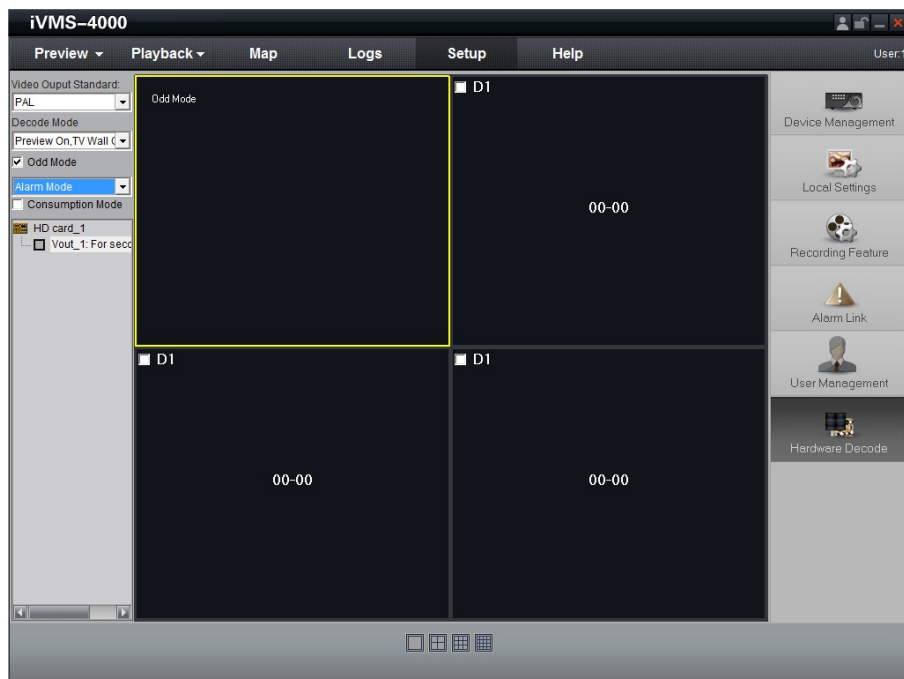 iVMS-4000
Preview Playback Map Logs Setup Help User:1
Video Ouput Standard:
PAL
Decode Mode
Preview On,TV Wall
Odd Mode
Alarm Mode
Consumption Mode
HD card_1
Vout_1: For seco
Odd Mode
D1
00-00
D1
00-00
D1
00-00
Device Management
Local Settings
Recording Feature
Alarm Link
User Management
Hardware Decode